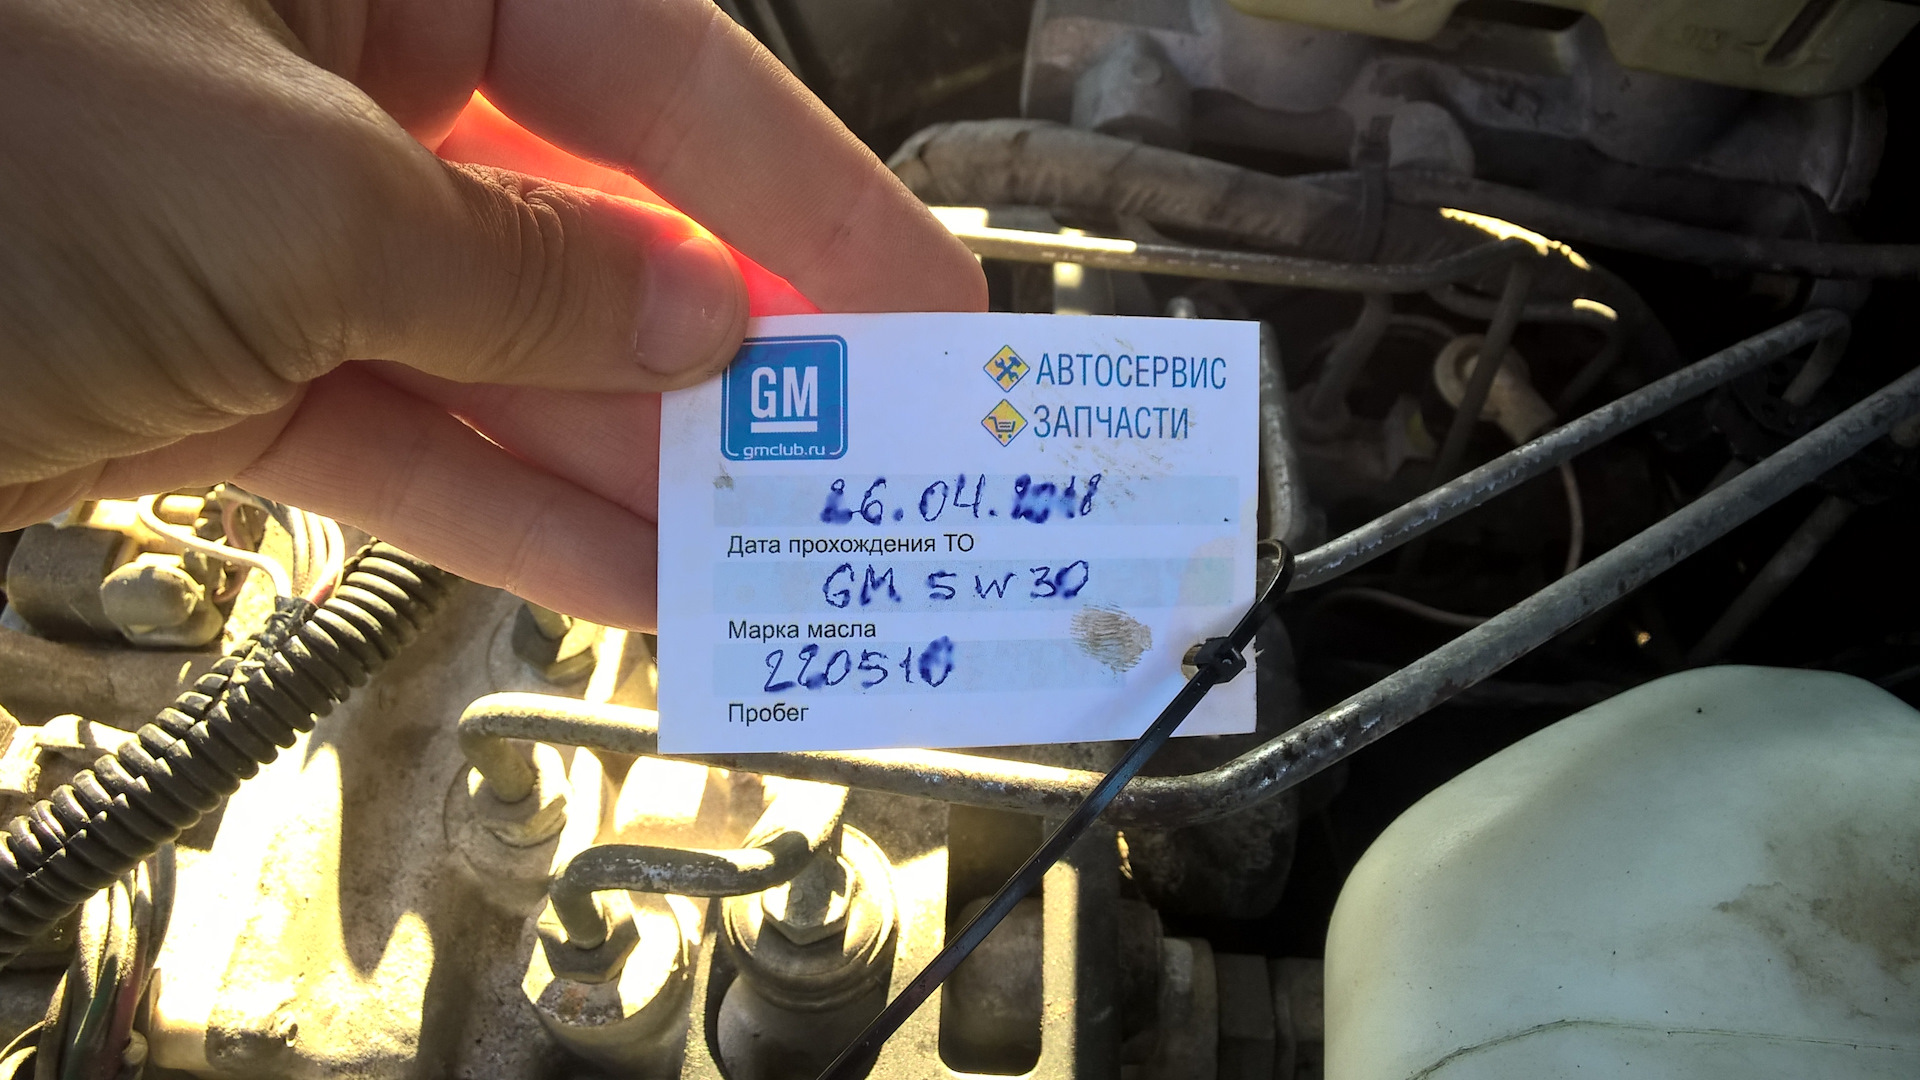 GM
gmclub.ru
АВТОСЕРВИС
ЗАПЧАСТИ
26.04.2018
Дата прохождения ТО
GM 5W30
Марка масла
220510
Пробег